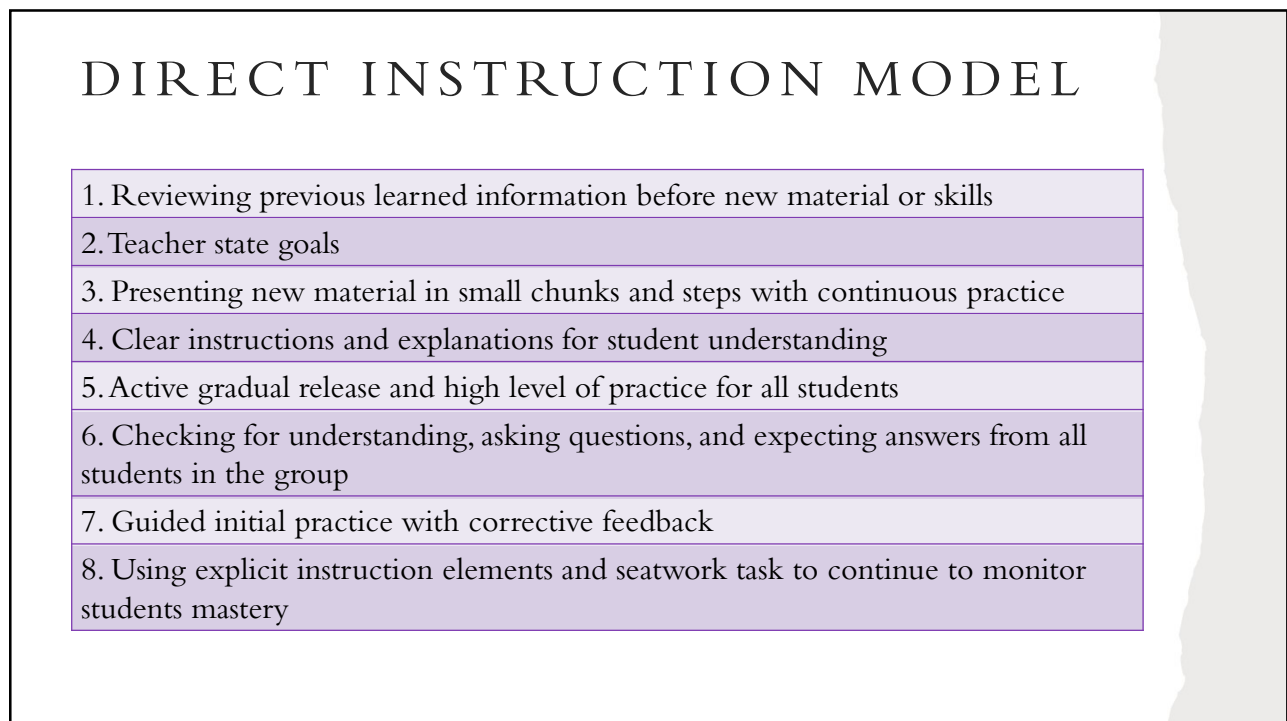 DIRECT INSTRUCTION MODEL
1. Reviewing previous learned information before new material or skills
2. Teacher state goals
3. Presenting new material in small chunks and steps with continuous practice
4. Clear instructions and explanations for student understanding
5. Active gradual release and high level of practice for all students
6. Checking for understanding, asking questions, and expecting answers from all
students in the group
7. Guided initial practice with corrective feedback
8. Using explicit instruction elements and seatwork task to continue to monitor
students mastery